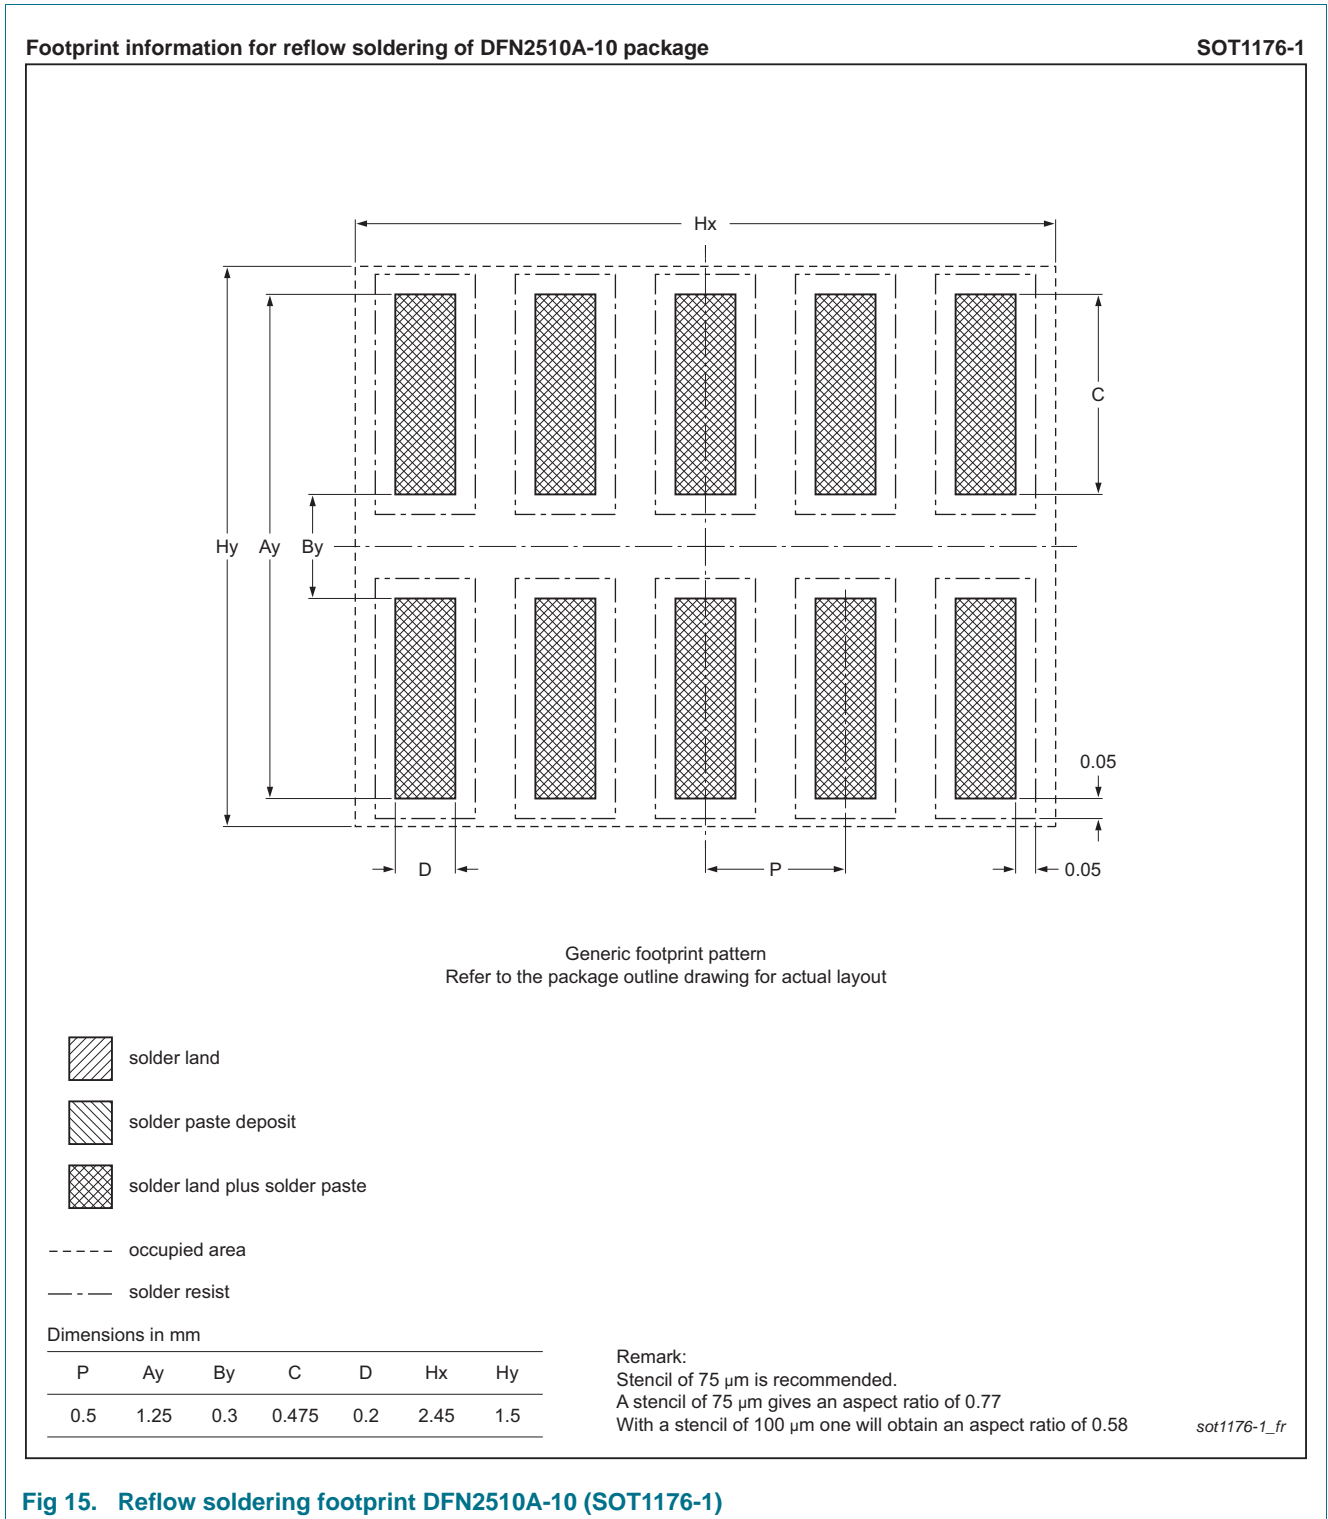 Footprint information for reflow soldering of DFN2510A-10 package SOT1176-1
Hx
C
Hy Ay By
0.05
D P 0.05
Generic footprint pattern
Refer to the package outline drawing for actual layout
solder land
solder paste deposit
solder land plus solder paste
occupied area
solder resist
Dimensions in mm
P Ay By C D Hx Hy
0.5 1.25 0.3 0.475 0.2 2.45 1.5
Remark:
Stencil of 75 μm is recommended.
A stencil of 75 μm gives an aspect ratio of 0.77
With a stencil of 100 μm one will obtain an aspect ratio of 0.58
sot1176-1_fr
Fig 15. Reflow soldering footprint DFN2510A-10 (SOT1176-1)